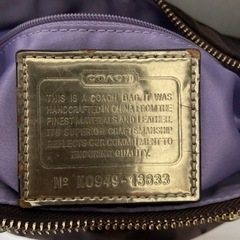 COACH
THIS IS A COACH BAG. IT WAS
HANDCRAFTED IN CHINA FROM THE
FINEST MATERIALS AND LEATHER.
ITS SUPERIOR CRAFTSMANSHIP
REFLECTS OUR COMMITMENT TO
ENDURING QUALITY.
No K0949-13633